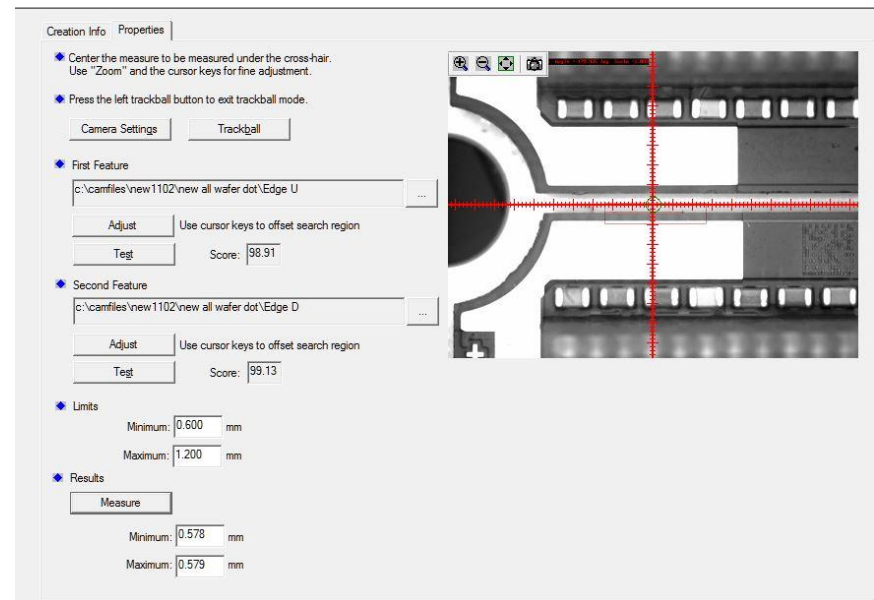 Creation Info Properties
Center the measure to be measured under the cross-hair.
Use "Zoom" and the cursor keys for fine adjustment.
Press the left trackball button to exit trackball mode.
Camera Settings Trackball
First Feature
c:\camfiles\new1102\new all wafer dot\Edge U
...
Adjust Use cursor keys to offset search region
Test Score: 98.91
Second Feature
c:\camfiles\new1102\new all wafer dot\Edge D
...
Adjust Use cursor keys to offset search region
Test Score: 99.13
Limits
Minimum: 0.600 mm
Maximum: 1.200 mm
Results
Measure
Minimum: 0.578 mm
Maximum: 0.579 mm